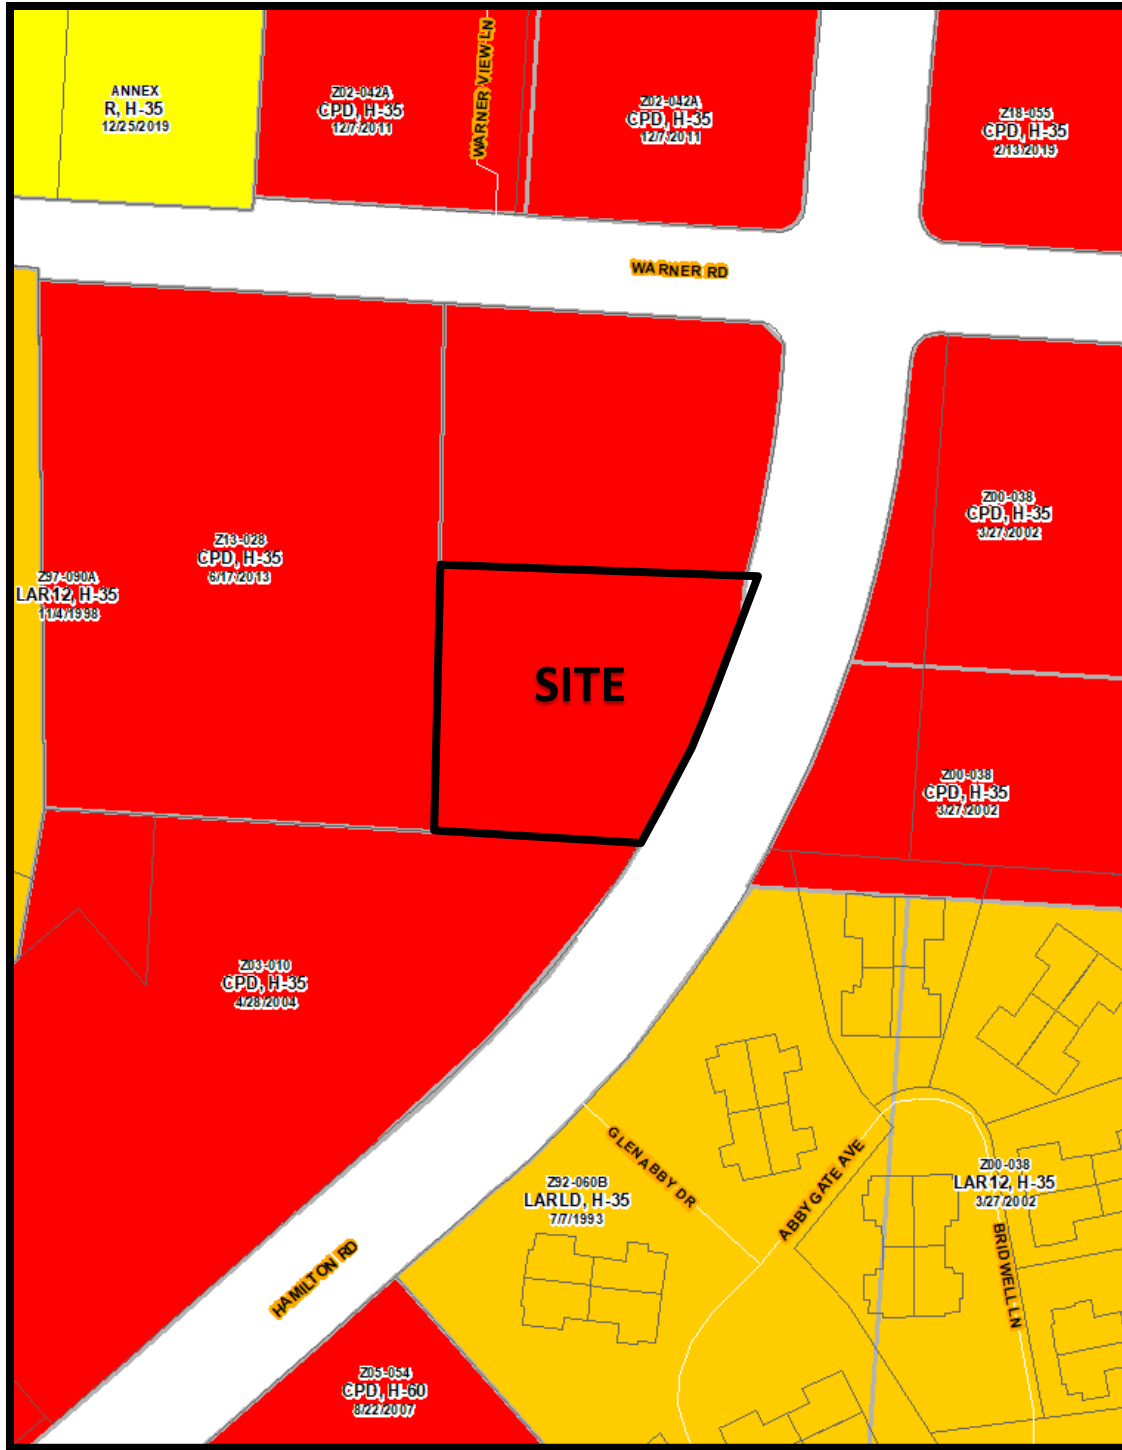 ANNEX
R, H-35
12/25/2019
Z02-042A
CPD, H-35
12/7/2011
WARNER VIEW LN
Z02-042A
CPD, H-35
12/7/2011
Z18-055
CPD, H-35
2/13/2019
WARNER RD
Z13-028
CPD, H-35
6/17/2013
Z00-038
CPD, H-35
3/27/2002
Z97-090A
LAR12, H-35
11/4/1998
SITE
Z00-038
CPD, H-35
3/27/2002
Z03-010
CPD, H-35
4/28/2004
GLENABBY DR
ABBYGATE AVE
Z92-060B
LARLD, H-35
7/7/1993
Z00-038
LAR12, H-35
3/27/2002
BRIDWELL LN
HAMILTON RD
Z05-054
CPD, H-60
8/22/2007